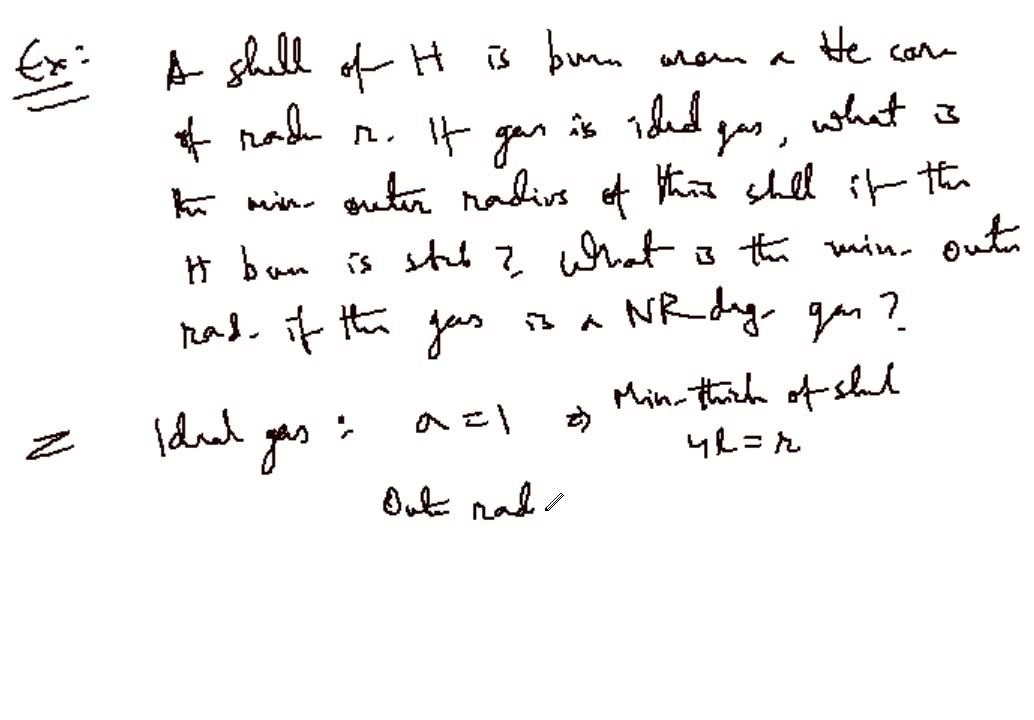 Ex: A shell of H is burn aroun a He core
of radi r. If gas is ideal gas, what is
the min. outer radius of this shell if the
H burn is stab? What is the min. outer
rad. if the gas is a NR deg. gas?
Ideal gas: a = 1 ⇒ Min. thick of shell
4l = r
Oute rad